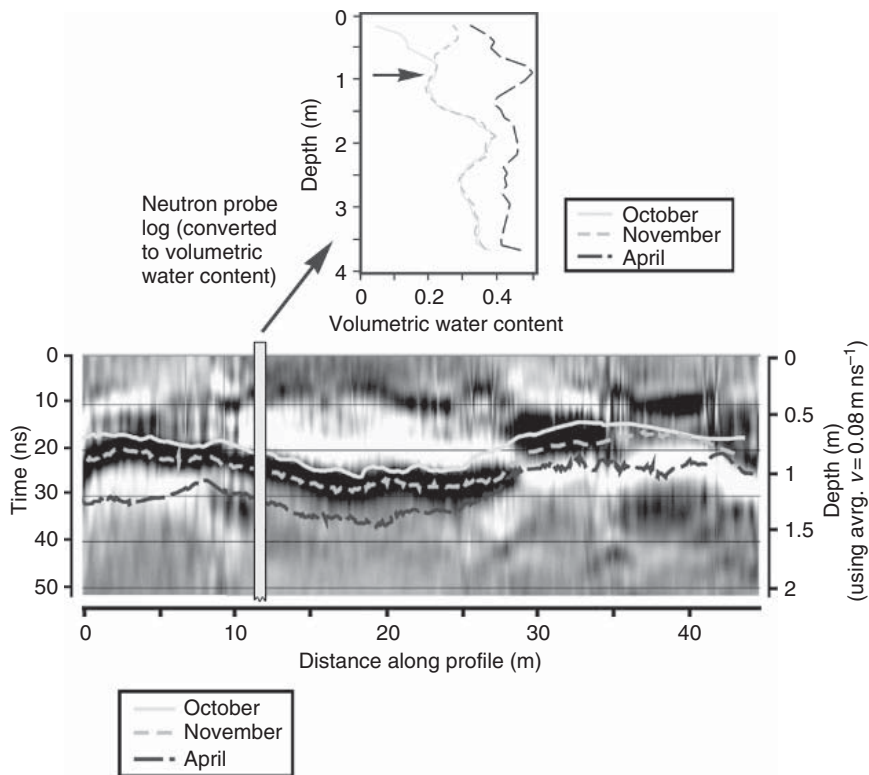 0
1
2
3
4
Depth (m)
0
0.2
0.4
Volumetric water content
Neutron probe
log (converted
to volumetric
water content)
October
November
April
0
10
20
30
40
50
Time (ns)
0
0.5
1
1.5
2
Depth (m)
(using avrg. v = 0.08 m ns⁻¹)
0
10
20
30
40
Distance along profile (m)
October
November
April